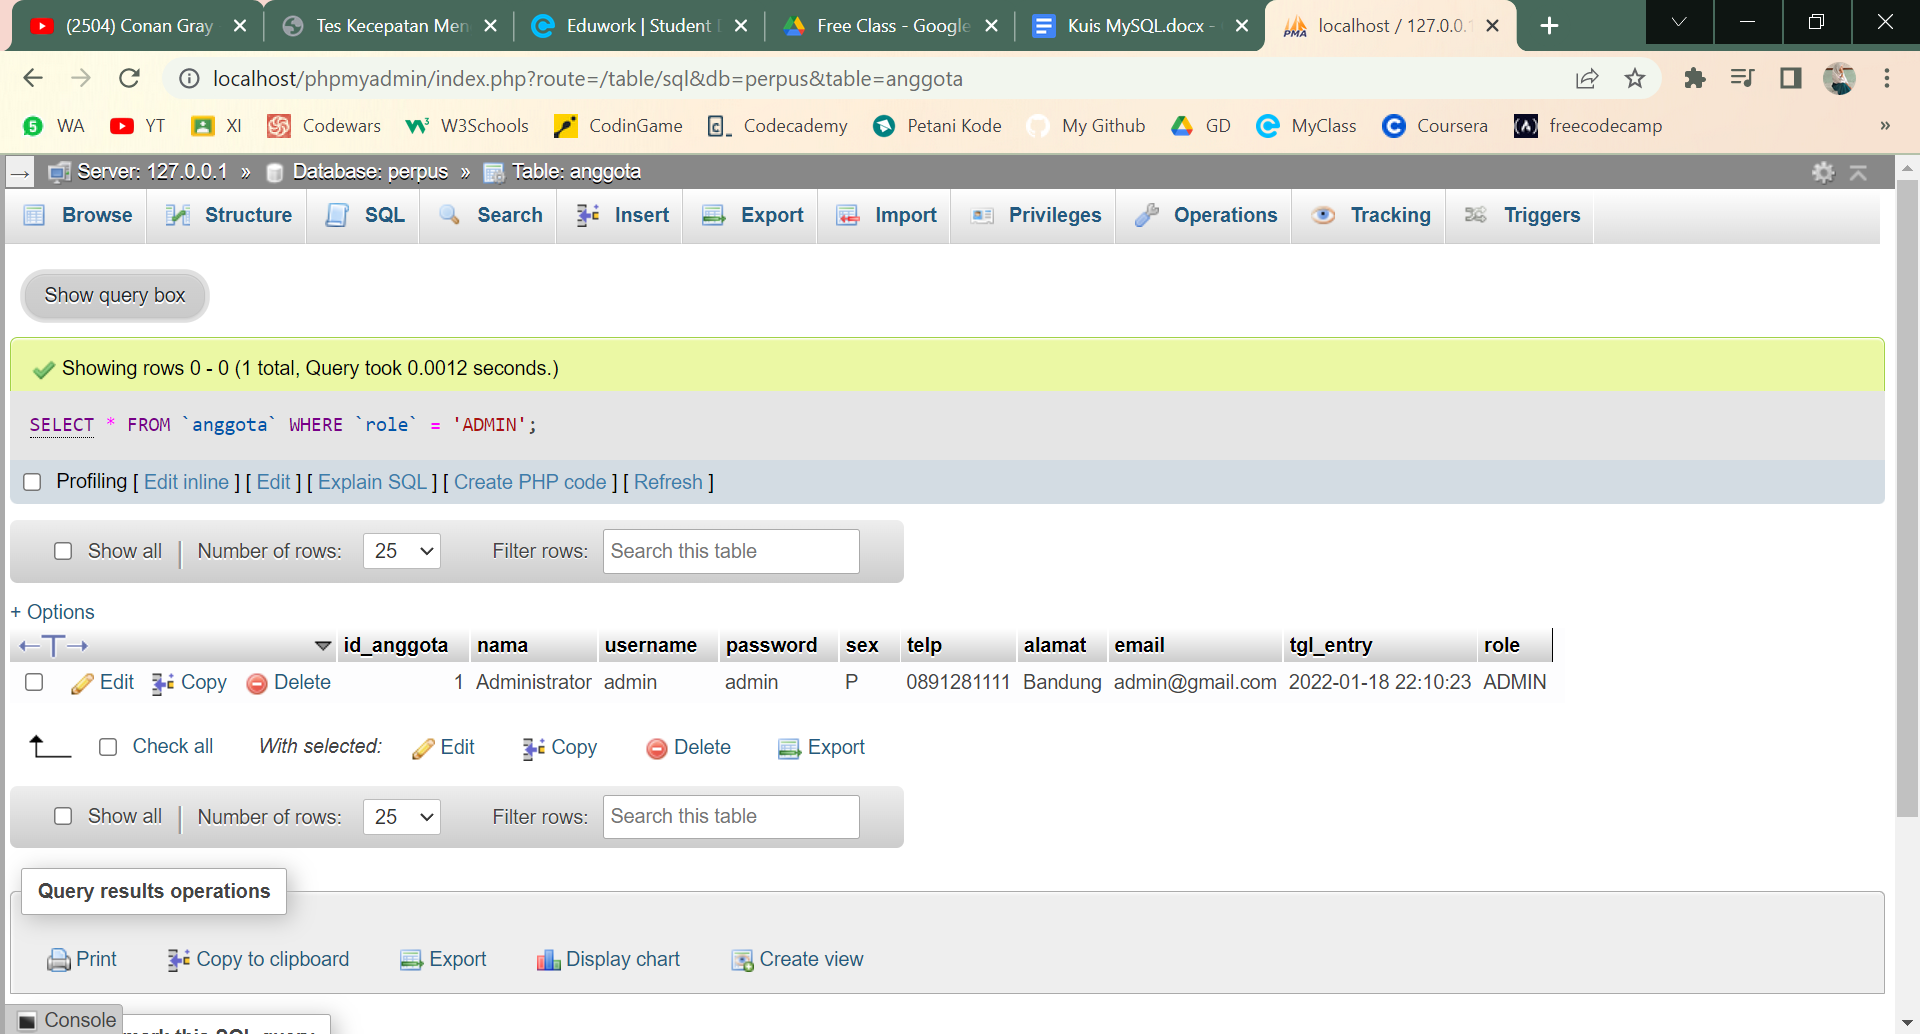 (2504) Conan Gray
Tes Kecepatan Men
Eduwork | Student D
Free Class - Google
Kuis MySQL.docx -
localhost / 127.0.0.1
localhost/phpmyadmin/index.php?route=/table/sql&db=perpus&table=anggota
5 WA YT XI Codewars W3Schools CodinGame Codecademy Petani Kode My Github GD MyClass Coursera freecodecamp »
Server: 127.0.0.1 » Database: perpus » Table: anggota
Browse Structure SQL Search Insert Export Import Privileges Operations Tracking Triggers
Show query box
Showing rows 0 - 0 (1 total, Query took 0.0012 seconds.)
SELECT * FROM `anggota` WHERE `role` = 'ADMIN';
Profiling [ Edit inline ] [ Edit ] [ Explain SQL ] [ Create PHP code ] [ Refresh ]
Show all | Number of rows: 25 Filter rows: Search this table
+ Options
←T→ id_anggota nama username password sex telp alamat email tgl_entry role
Edit Copy Delete 1 Administrator admin admin P 0891281111 Bandung admin@gmail.com 2022-01-18 22:10:23 ADMIN
Check all With selected: Edit Copy Delete Export
Show all | Number of rows: 25 Filter rows: Search this table
Query results operations
Print Copy to clipboard Export Display chart Create view
Console